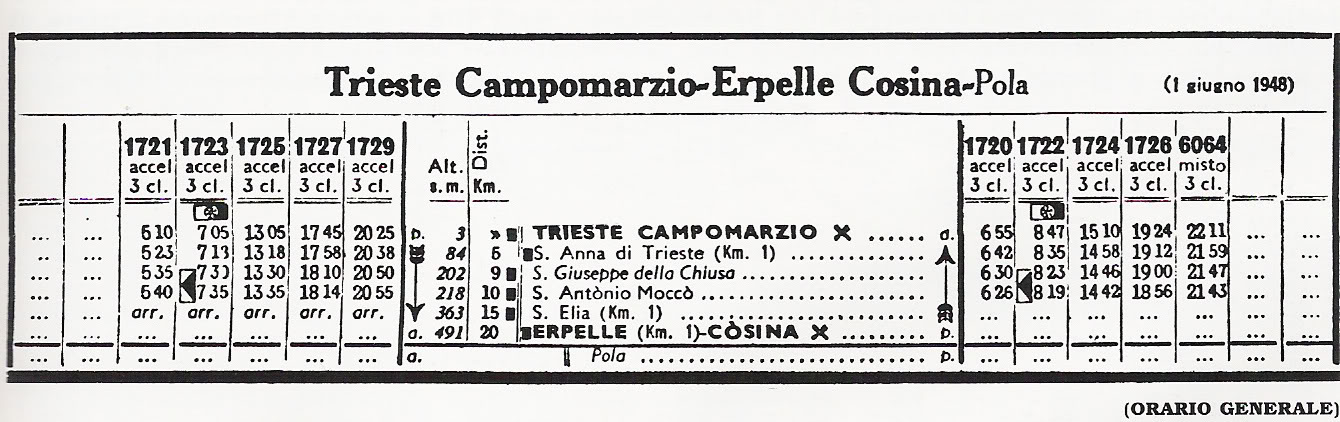 Trieste Campomarzio-Erpelle Cosina-Pola (1 giugno 1948)
1721 1723 1725 1727 1729 Alt. Dist. 1720 1722 1724 1726 6064
accel accel accel accel accel s.m. Km. accel accel accel accel misto
3 cl. 3 cl. 3 cl. 3 cl. 3 cl. 3 cl. 3 cl. 3 cl. 3 cl. 3 cl.
... ... 6 10 7 05 13 05 17 45 20 25 p. 3 » TRIESTE CAMPOMARZIO ...... a. 6 55 8 47 15 10 19 24 22 11 ... ...
... ... 6 23 7 18 13 18 17 58 20 38 84 6 S. Anna di Trieste (Km. 1) ............... 6 42 8 35 14 58 19 12 21 59 ... ...
... ... 6 35 7 30 13 30 18 10 20 50 202 9 S. Giuseppe della Chiusa ..................... 6 30 8 23 14 46 19 00 21 47 ... ...
... ... 6 40 7 35 13 35 18 14 20 55 218 10 S. Antònio Moccò ......................... 6 26 8 19 14 42 18 56 21 43 ... ...
... ... arr. arr. arr. arr. arr. 363 15 S. Elia (Km. 1) ........................... ... ... ... ... ... ... ...
... ... ... ... ... ... ... a. 491 20 ERPELLE (Km. 1)-CÒSINA ......... p. ... ... ... ... ... ... ...
... ... ... ... ... ... ... a. Pola ................................ p. ... ... ... ... ... ... ...
(ORARIO GENERALE)